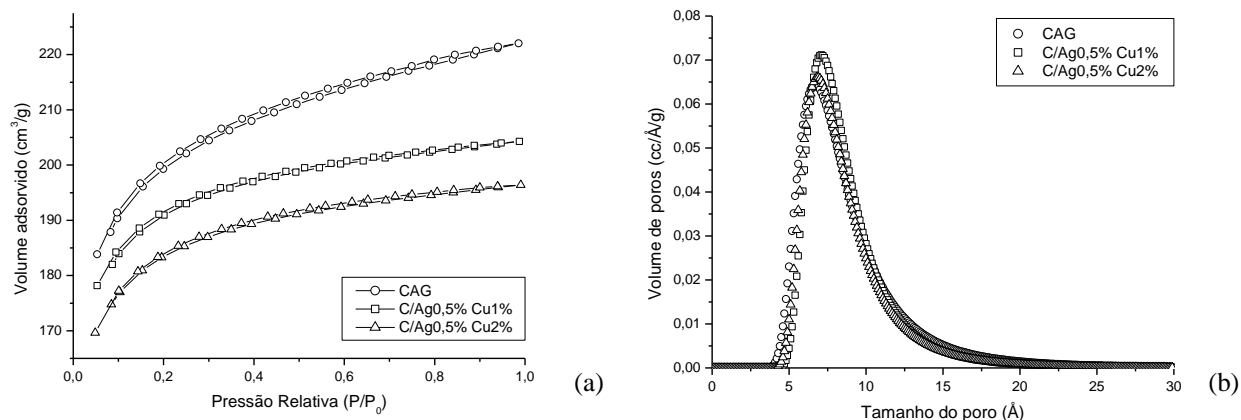 220
210
200
190
180
170
0,0
0,2
0,4
0,6
0,8
1,0
Volume adsorvido (cm³/g)
Pressão Relativa (P/P₀)
CAG
C/Ag0,5% Cu1%
C/Ag0,5% Cu2%
(a)
0,08
0,07
0,06
0,05
0,04
0,03
0,02
0,01
0,00
0
5
10
15
20
25
30
Volume de poros (cc/Å/g)
Tamanho do poro (Å)
CAG
C/Ag0,5% Cu1%
C/Ag0,5% Cu2%
(b)